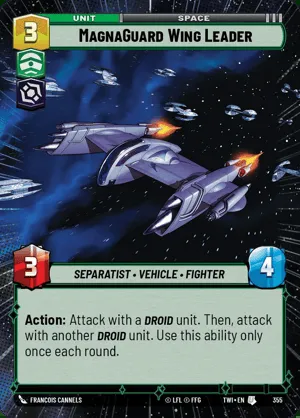 UNIT
SPACE
3
MAGNAGUARD WING LEADER
3
SEPARATIST • VEHICLE • FIGHTER
4
Action: Attack with a DROID unit. Then, attack
with another DROID unit. Use this ability only
once each round.
FRANCOIS CANNELS
© LFL © FFG
TWI • EN
355